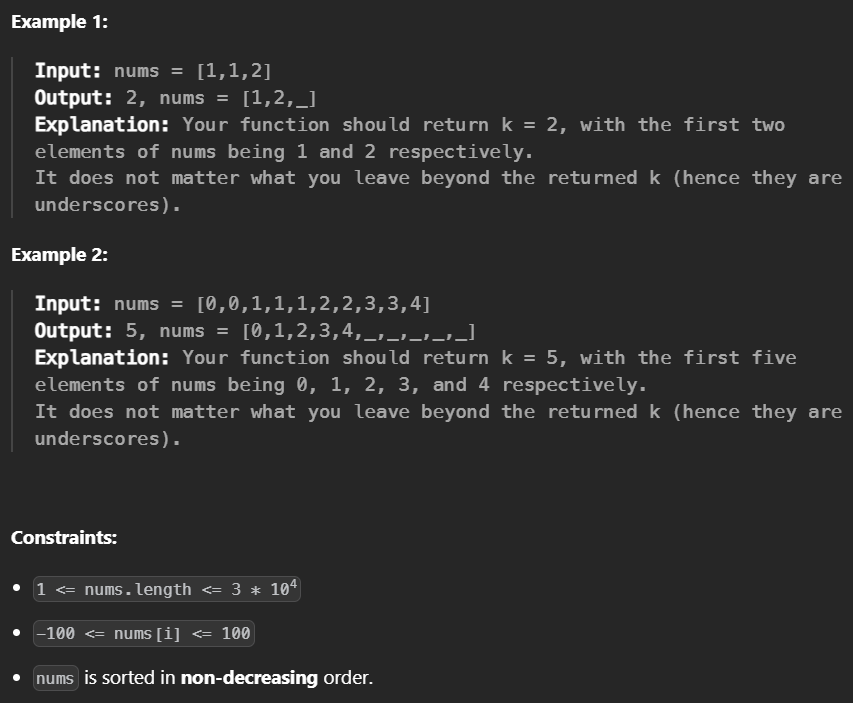 Example 1:
Input: nums = [1,1,2]
Output: 2, nums = [1,2,_]
Explanation: Your function should return k = 2, with the first two
elements of nums being 1 and 2 respectively.
It does not matter what you leave beyond the returned k (hence they are
underscores).
Example 2:
Input: nums = [0,0,1,1,1,2,2,3,3,4]
Output: 5, nums = [0,1,2,3,4,_,_,_,_,_]
Explanation: Your function should return k = 5, with the first five
elements of nums being 0, 1, 2, 3, and 4 respectively.
It does not matter what you leave beyond the returned k (hence they are
underscores).
Constraints:
• 1 <= nums.length <= 3 * 10⁴
• -100 <= nums[i] <= 100
• nums is sorted in non-decreasing order.